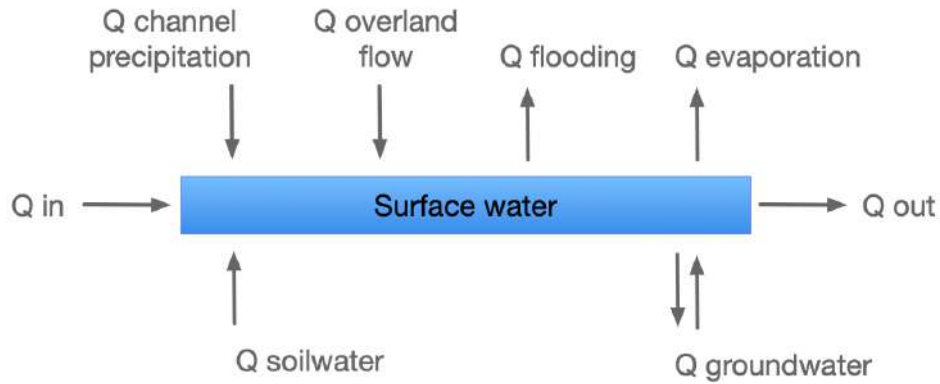 Q channel
precipitation
Q overland
flow
Q flooding
Q evaporation
Q in
Surface water
Q out
Q soilwater
Q groundwater